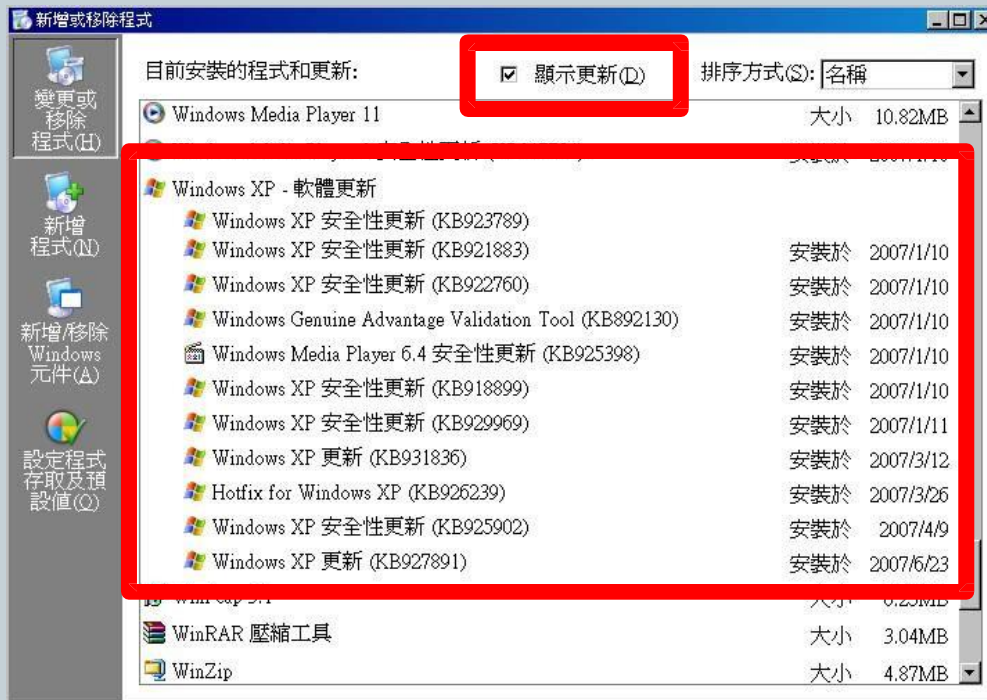 新增或移除程式
變更或
移除
程式(H)
新增
程式(N)
新增/移除
Windows
元件(A)
設定程式
存取及預
設值(O)
目前安裝的程式和更新:
顯示更新(D)
排序方式(S): 名稱
Windows Media Player 11 大小 10.82MB
Windows XP - 軟體更新
Windows XP 安全性更新 (KB923789)
Windows XP 安全性更新 (KB921883) 安裝於 2007/1/10
Windows XP 安全性更新 (KB922760) 安裝於 2007/1/10
Windows Genuine Advantage Validation Tool (KB892130) 安裝於 2007/1/10
Windows Media Player 6.4 安全性更新 (KB925398) 安裝於 2007/1/10
Windows XP 安全性更新 (KB918899) 安裝於 2007/1/10
Windows XP 安全性更新 (KB929969) 安裝於 2007/1/11
Windows XP 更新 (KB931836) 安裝於 2007/3/12
Hotfix for Windows XP (KB926239) 安裝於 2007/3/26
Windows XP 安全性更新 (KB925902) 安裝於 2007/4/9
Windows XP 更新 (KB927891) 安裝於 2007/6/23
WinRAR 壓縮工具 大小 3.04MB
WinZip 大小 4.87MB